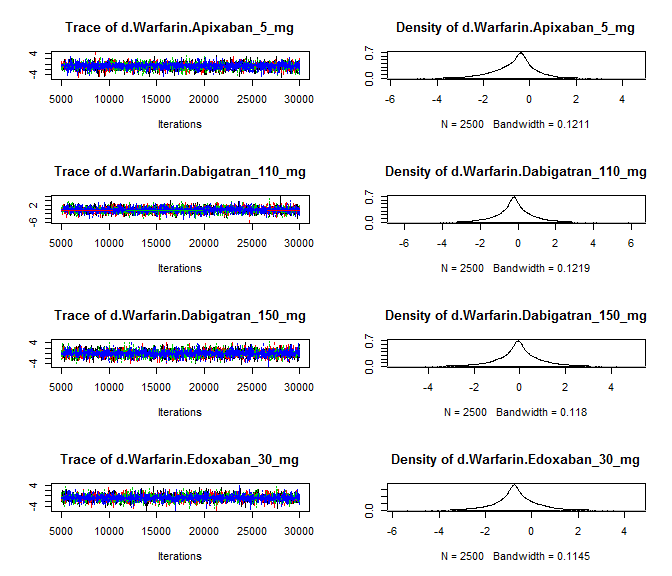 Trace of d.Warfarin.Apixaban_5_mg
-4 4
5000 10000 15000 20000 25000 30000
Iterations
Density of d.Warfarin.Apixaban_5_mg
0.0 0.7
-6 -4 -2 0 2 4
N = 2500 Bandwidth = 0.1211
Trace of d.Warfarin.Dabigatran_110_mg
-6 2
5000 10000 15000 20000 25000 30000
Iterations
Density of d.Warfarin.Dabigatran_110_mg
0.0 0.7
-6 -4 -2 0 2 4 6
N = 2500 Bandwidth = 0.1219
Trace of d.Warfarin.Dabigatran_150_mg
-4 4
5000 10000 15000 20000 25000 30000
Iterations
Density of d.Warfarin.Dabigatran_150_mg
0.0 0.7
-4 -2 0 2 4
N = 2500 Bandwidth = 0.118
Trace of d.Warfarin.Edoxaban_30_mg
-4 4
5000 10000 15000 20000 25000 30000
Iterations
Density of d.Warfarin.Edoxaban_30_mg
0.0
-6 -4 -2 0 2 4
N = 2500 Bandwidth = 0.1145